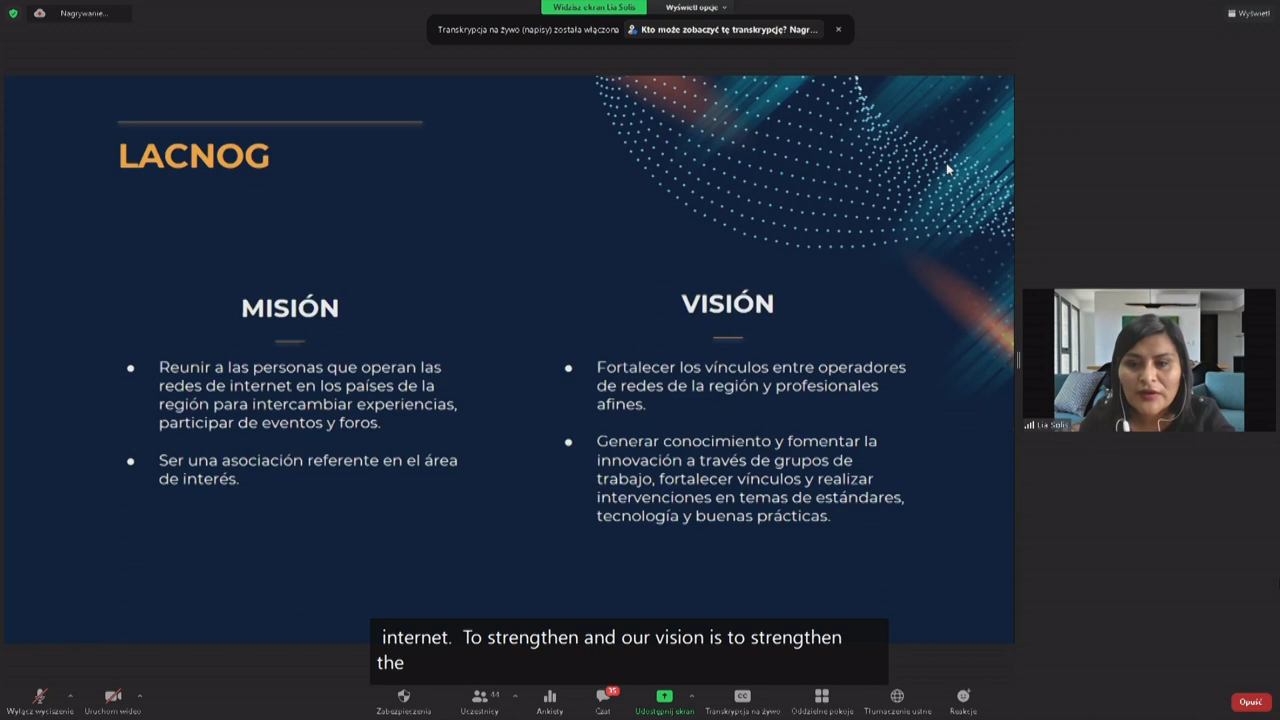 Nagrywanie...
Widzisz ekran Lia Solis
Wyświetl opcje
Wyświetl
Transkrypcja na żywo (napisy) została włączona
Kto może zobaczyć tę transkrypcję? Nagr...
LACNOG
MISIÓN
Reunir a las personas que operan las
redes de internet en los países de la
región para intercambiar experiencias,
participar de eventos y foros.
Ser una asociación referente en el área
de interés.
VISIÓN
Fortalecer los vínculos entre operadores
de redes de la región y profesionales
afines.
Generar conocimiento y fomentar la
innovación a través de grupos de
trabajo, fortalecer vínculos y realizar
intervenciones en temas de estándares,
tecnología y buenas prácticas.
Lia Solis
internet. To strengthen and our vision is to strengthen
the
Wyłącz wyciszenie
Uruchom wideo
Zabezpieczenia
44
Uczestnicy
Ankiety
35
Czat
Udostępnij ekran
CC
Transkrypcja na żywo
Oddzielne pokoje
Tłumaczenie ustne
Reakcje
Opuść